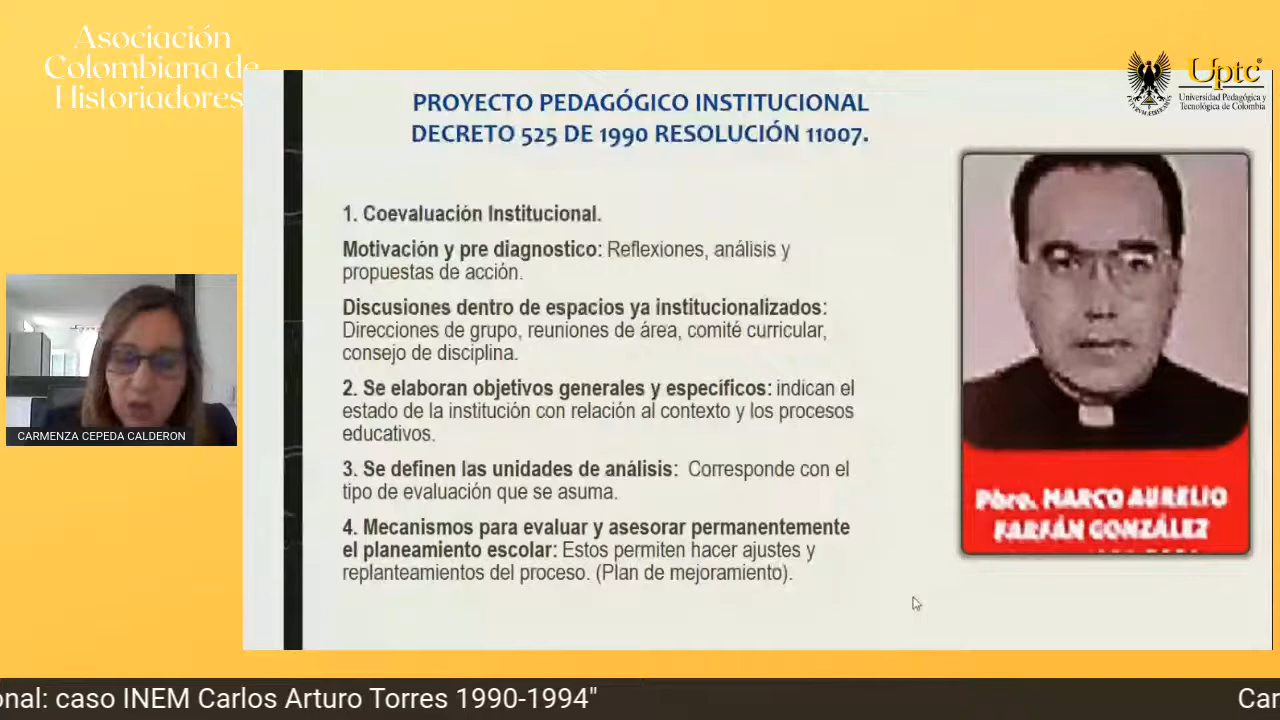 Asociación
Colombiana de
Historiadores
Uptc®
Universidad Pedagógica y
Tecnológica de Colombia
PROYECTO PEDAGÓGICO INSTITUCIONAL
DECRETO 525 DE 1990 RESOLUCIÓN 11007.
1. Coevaluación Institucional.
Motivación y pre diagnostico: Reflexiones, análisis y
propuestas de acción.
Discusiones dentro de espacios ya institucionalizados:
Direcciones de grupo, reuniones de área, comité curricular,
consejo de disciplina.
2. Se elaboran objetivos generales y específicos: indican el
estado de la institución con relación al contexto y los procesos
educativos.
3. Se definen las unidades de análisis: Corresponde con el
tipo de evaluación que se asuma.
4. Mecanismos para evaluar y asesorar permanentemente
el planeamiento escolar: Estos permiten hacer ajustes y
replanteamientos del proceso. (Plan de mejoramiento).
Pbro. MARCO AURELIO
FARFÁN GONZÁLEZ
CARMENZA CEPEDA CALDERON
onal: caso INEM Carlos Arturo Torres 1990-1994"
Car